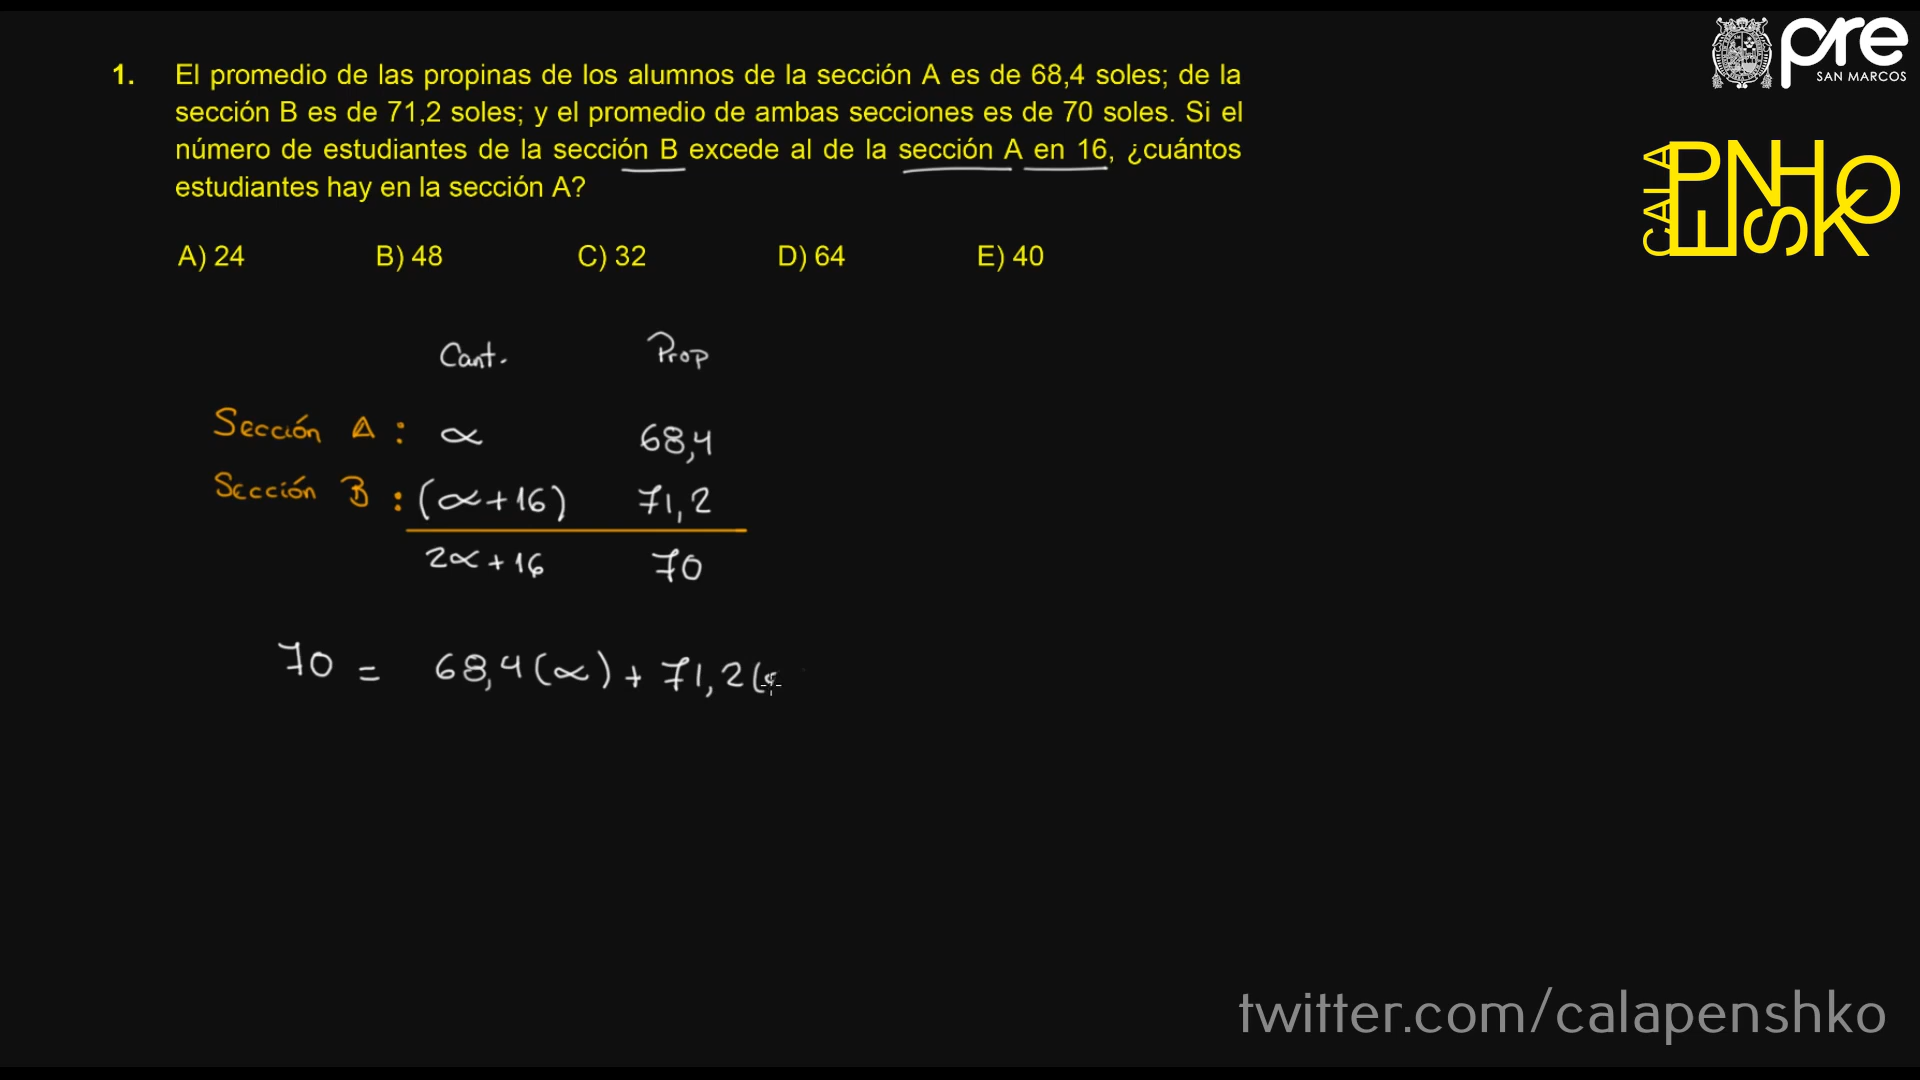 1. El promedio de las propinas de los alumnos de la sección A es de 68,4 soles; de la
sección B es de 71,2 soles; y el promedio de ambas secciones es de 70 soles. Si el
número de estudiantes de la sección B excede al de la sección A en 16, ¿cuántos
estudiantes hay en la sección A?
A) 24 B) 48 C) 32 D) 64 E) 40
Cant. Prop
Sección A : α 68,4
Sección B : (α+16) 71,2
2α+16 70
70 = 68,4(α) + 71,2(
pre
SAN MARCOS
CALA
PENSHKO
twitter.com/calapenshko